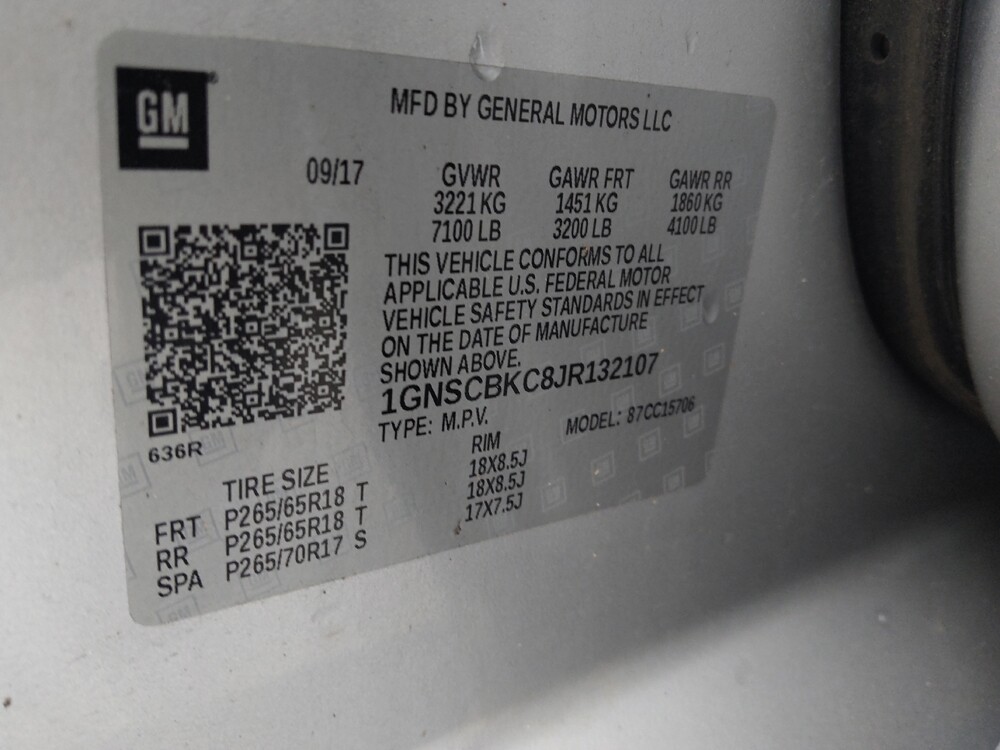 GM
MFD BY GENERAL MOTORS LLC
09/17 GVWR GAWR FRT GAWR RR
3221 KG 1451 KG 1860 KG
7100 LB 3200 LB 4100 LB
THIS VEHICLE CONFORMS TO ALL
APPLICABLE U.S. FEDERAL MOTOR
VEHICLE SAFETY STANDARDS IN EFFECT
ON THE DATE OF MANUFACTURE
SHOWN ABOVE.
1GNSCBKC8JR132107
TYPE: M.P.V. MODEL: 87CC15706
636R
TIRE SIZE RIM
FRT P265/65R18 T 18X8.5J
RR P265/65R18 T 18X8.5J
SPA P265/70R17 S 17X7.5J